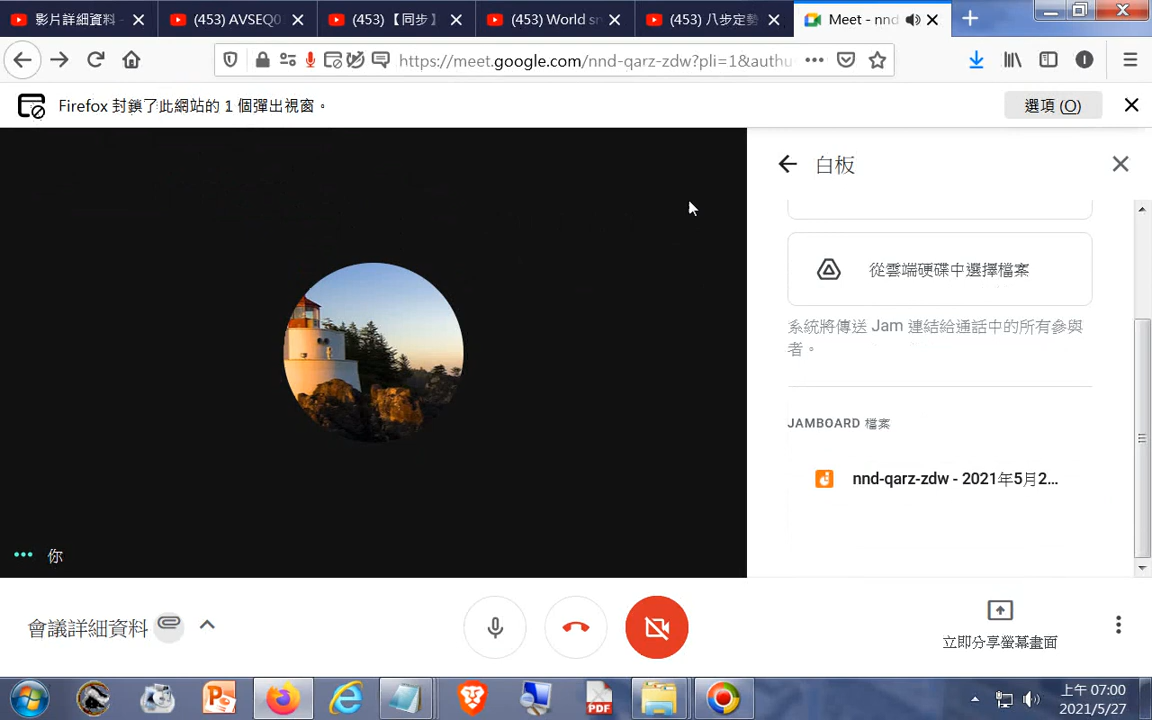 影片詳細資料 -
(453) AVSEQ0
(453)【同步】
(453) World sn
(453) 八步定勢
Meet - nnd
https://meet.google.com/nnd-qarz-zdw?pli=1&authu
Firefox 封鎖了此網站的 1 個彈出視窗。
選項 (O)
白板
從雲端硬碟中選擇檔案
系統將傳送 Jam 連結給通話中的所有參與
者。
JAMBOARD 檔案
nnd-qarz-zdw - 2021年5月2...
你
會議詳細資料
立即分享螢幕畫面
PDF
上午 07:00
2021/5/27